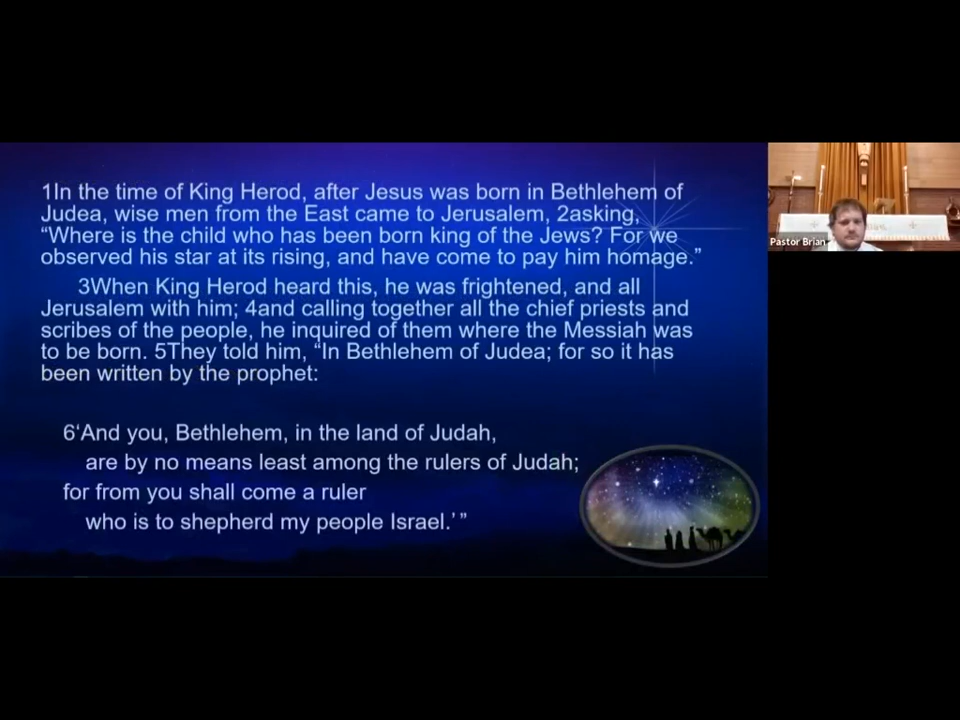 1In the time of King Herod, after Jesus was born in Bethlehem of
Judea, wise men from the East came to Jerusalem, 2asking,
“Where is the child who has been born king of the Jews? For we
observed his star at its rising, and have come to pay him homage.”
3When King Herod heard this, he was frightened, and all
Jerusalem with him; 4and calling together all the chief priests and
scribes of the people, he inquired of them where the Messiah was
to be born. 5They told him, “In Bethlehem of Judea; for so it has
been written by the prophet:
6‘And you, Bethlehem, in the land of Judah,
are by no means least among the rulers of Judah;
for from you shall come a ruler
who is to shepherd my people Israel.’”
Pastor Brian